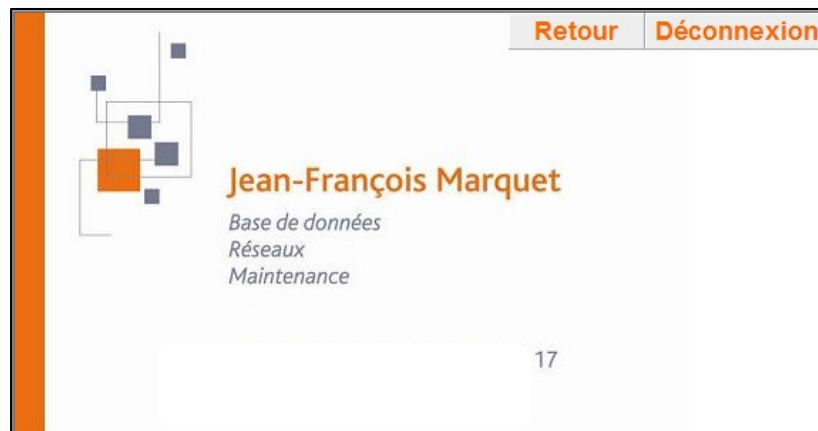 Retour Déconnexion
Jean-François Marquet
Base de données
Réseaux
Maintenance
17